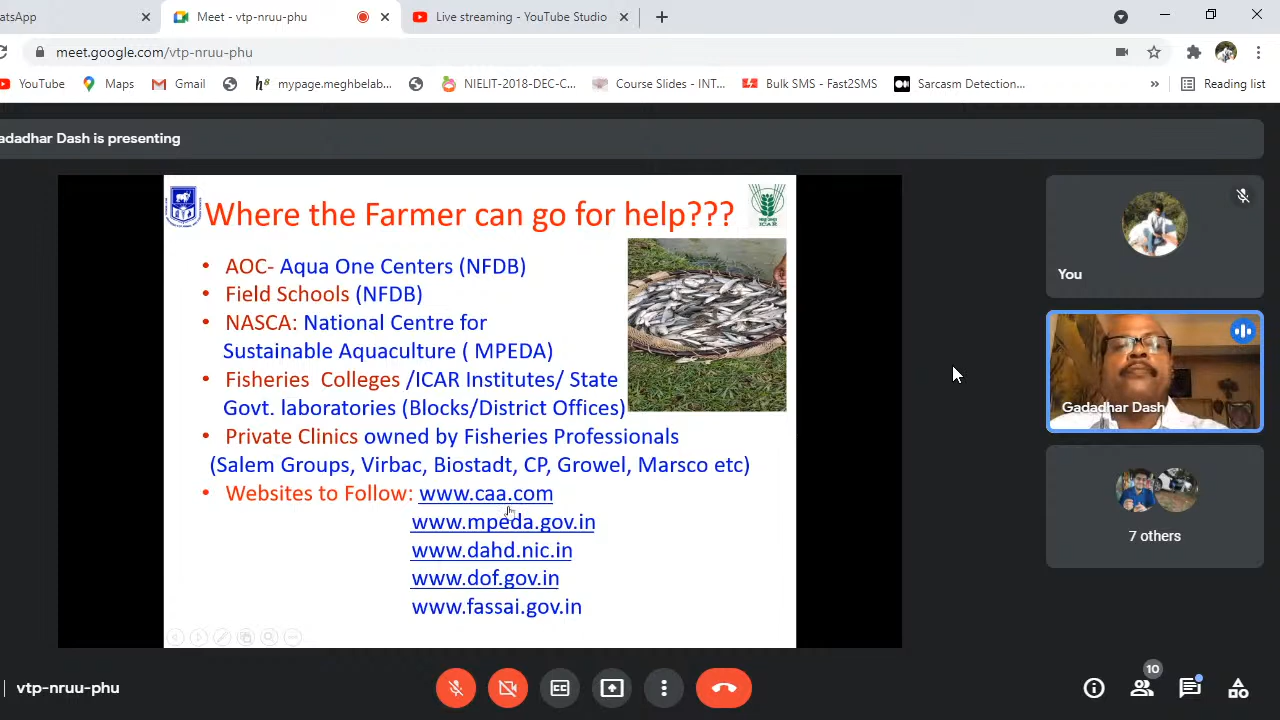 atsApp
Meet - vtp-nruu-phu
Live streaming - YouTube Studio
meet.google.com/vtp-nruu-phu
YouTube
Maps
Gmail
mypage.meghbelab...
NIELIT-2018-DEC-C...
Course Slides - INT...
Bulk SMS - Fast2SMS
Sarcasm Detection...
»
Reading list
adadhar Dash is presenting
Where the Farmer can go for help???
ICAR
• AOC- Aqua One Centers (NFDB)
• Field Schools (NFDB)
• NASCA: National Centre for
Sustainable Aquaculture ( MPEDA)
• Fisheries Colleges /ICAR Institutes/ State
Govt. laboratories (Blocks/District Offices)
• Private Clinics owned by Fisheries Professionals
(Salem Groups, Virbac, Biostadt, CP, Growel, Marsco etc)
• Websites to Follow: www.caa.com
www.mpeda.gov.in
www.dahd.nic.in
www.dof.gov.in
www.fassai.gov.in
You
Gadadhar Dash
7 others
vtp-nruu-phu
CC
10